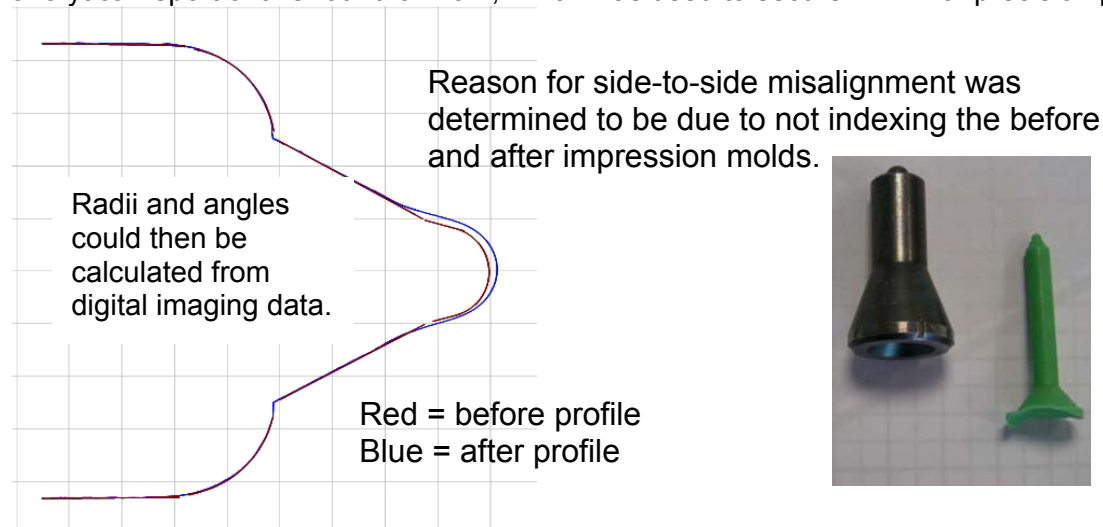 Reason for side-to-side misalignment was
determined to be due to not indexing the before
and after impression molds.
Radii and angles
could then be
calculated from
digital imaging data.
Red = before profile
Blue = after profile